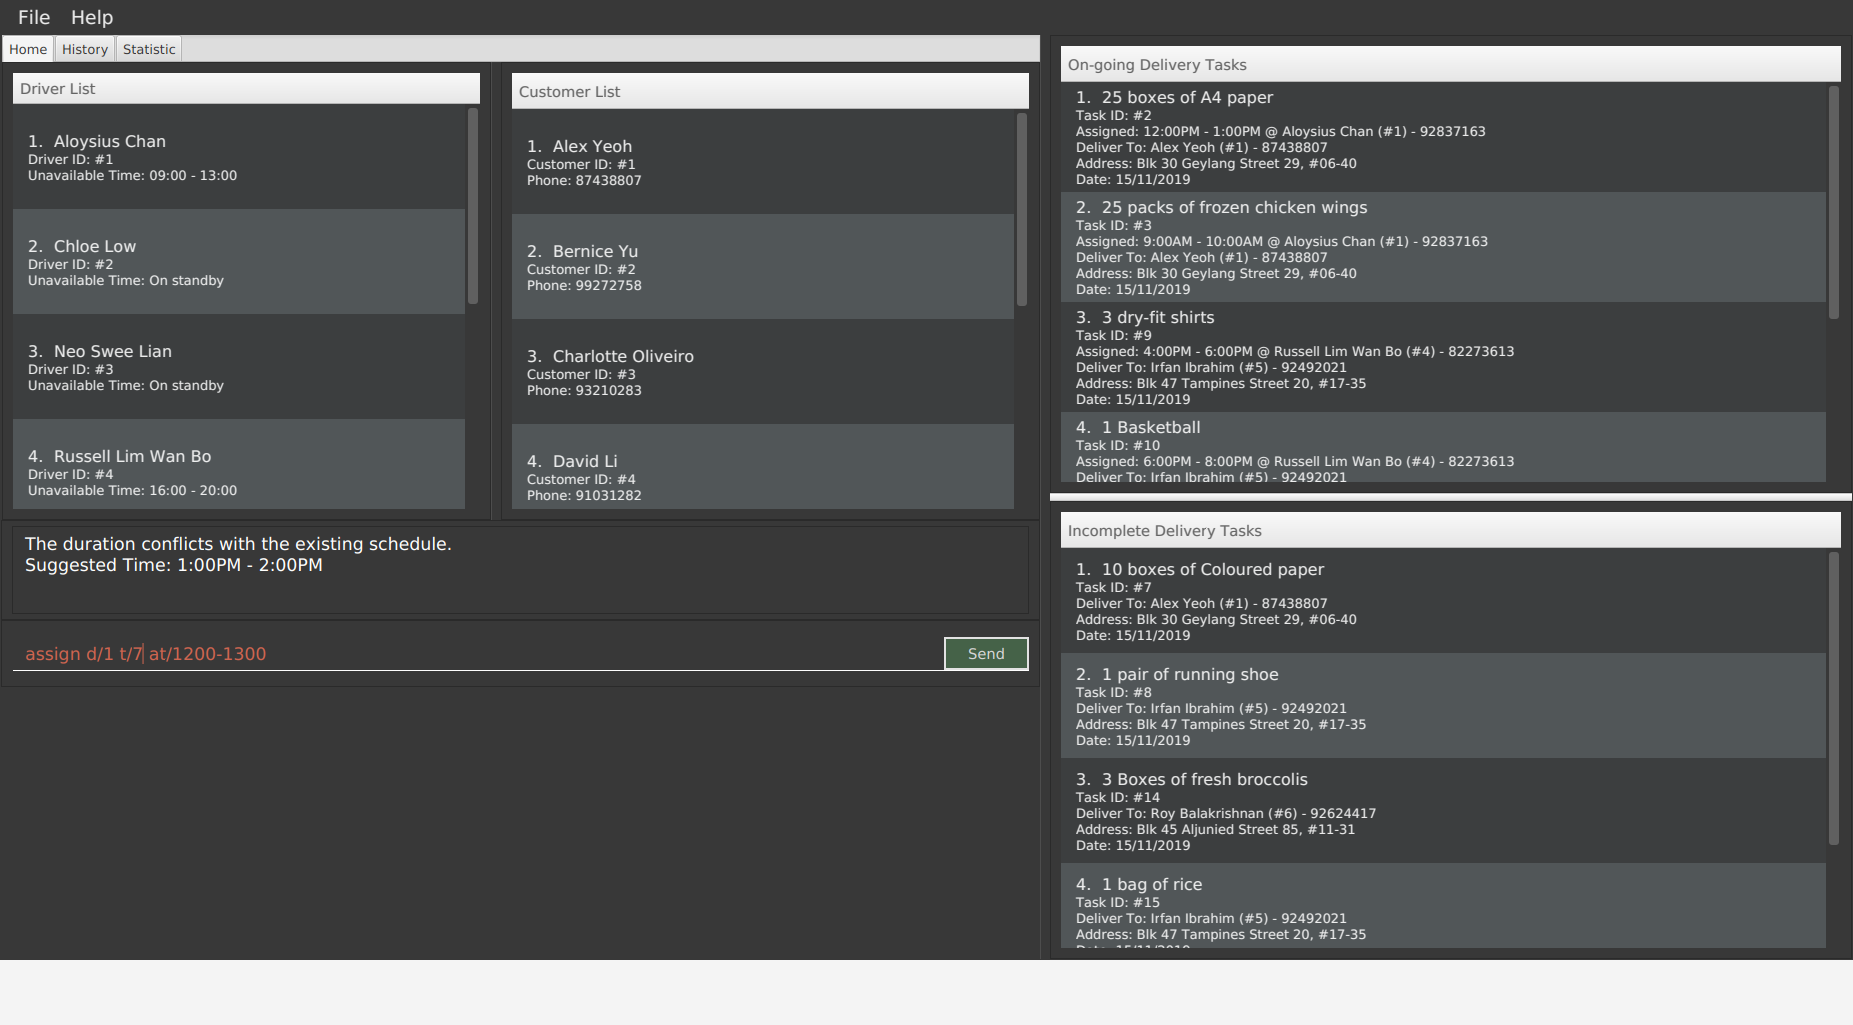 File Help
Home History Statistic
Driver List
1. Aloysius Chan
Driver ID: #1
Unavailable Time: 09:00 - 13:00
2. Chloe Low
Driver ID: #2
Unavailable Time: On standby
3. Neo Swee Lian
Driver ID: #3
Unavailable Time: On standby
4. Russell Lim Wan Bo
Driver ID: #4
Unavailable Time: 16:00 - 20:00
Customer List
1. Alex Yeoh
Customer ID: #1
Phone: 87438807
2. Bernice Yu
Customer ID: #2
Phone: 99272758
3. Charlotte Oliveiro
Customer ID: #3
Phone: 93210283
4. David Li
Customer ID: #4
Phone: 91031282
The duration conflicts with the existing schedule.
Suggested Time: 1:00PM - 2:00PM
assign d/1 t/7 at/1200-1300
Send
On-going Delivery Tasks
1. 25 boxes of A4 paper
Task ID: #2
Assigned: 12:00PM - 1:00PM @ Aloysius Chan (#1) - 92837163
Deliver To: Alex Yeoh (#1) - 87438807
Address: Blk 30 Geylang Street 29, #06-40
Date: 15/11/2019
2. 25 packs of frozen chicken wings
Task ID: #3
Assigned: 9:00AM - 10:00AM @ Aloysius Chan (#1) - 92837163
Deliver To: Alex Yeoh (#1) - 87438807
Address: Blk 30 Geylang Street 29, #06-40
Date: 15/11/2019
3. 3 dry-fit shirts
Task ID: #9
Assigned: 4:00PM - 6:00PM @ Russell Lim Wan Bo (#4) - 82273613
Deliver To: Irfan Ibrahim (#5) - 92492021
Address: Blk 47 Tampines Street 20, #17-35
Date: 15/11/2019
4. 1 Basketball
Task ID: #10
Assigned: 6:00PM - 8:00PM @ Russell Lim Wan Bo (#4) - 82273613
Deliver To: Irfan Ibrahim (#5) - 92492021
Incomplete Delivery Tasks
1. 10 boxes of Coloured paper
Task ID: #7
Deliver To: Alex Yeoh (#1) - 87438807
Address: Blk 30 Geylang Street 29, #06-40
Date: 15/11/2019
2. 1 pair of running shoe
Task ID: #8
Deliver To: Irfan Ibrahim (#5) - 92492021
Address: Blk 47 Tampines Street 20, #17-35
Date: 15/11/2019
3. 3 Boxes of fresh broccolis
Task ID: #14
Deliver To: Roy Balakrishnan (#6) - 92624417
Address: Blk 45 Aljunied Street 85, #11-31
Date: 15/11/2019
4. 1 bag of rice
Task ID: #15
Deliver To: Irfan Ibrahim (#5) - 92492021
Address: Blk 47 Tampines Street 20, #17-35